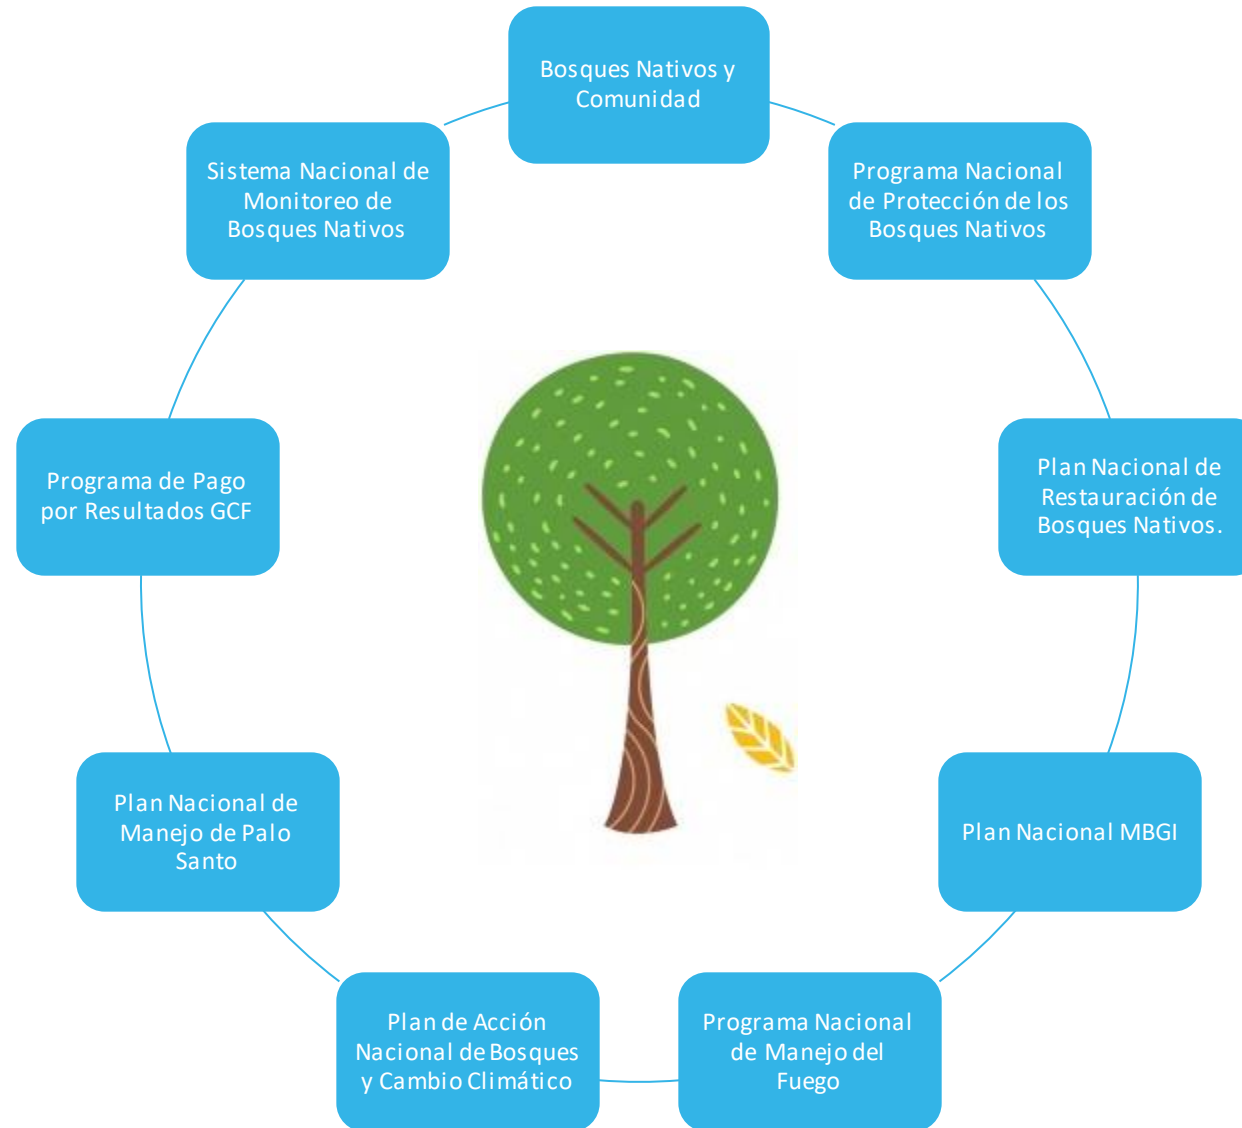 Bosques Nativos y
Comunidad
Programa Nacional
de Protección de los
Bosques Nativos
Plan Nacional de
Restauración de
Bosques Nativos.
Plan Nacional MBGI
Programa Nacional
de Manejo del
Fuego
Plan de Acción
Nacional de Bosques
y Cambio Climático
Plan Nacional de
Manejo de Palo
Santo
Programa de Pago
por Resultados GCF
Sistema Nacional de
Monitoreo de
Bosques Nativos